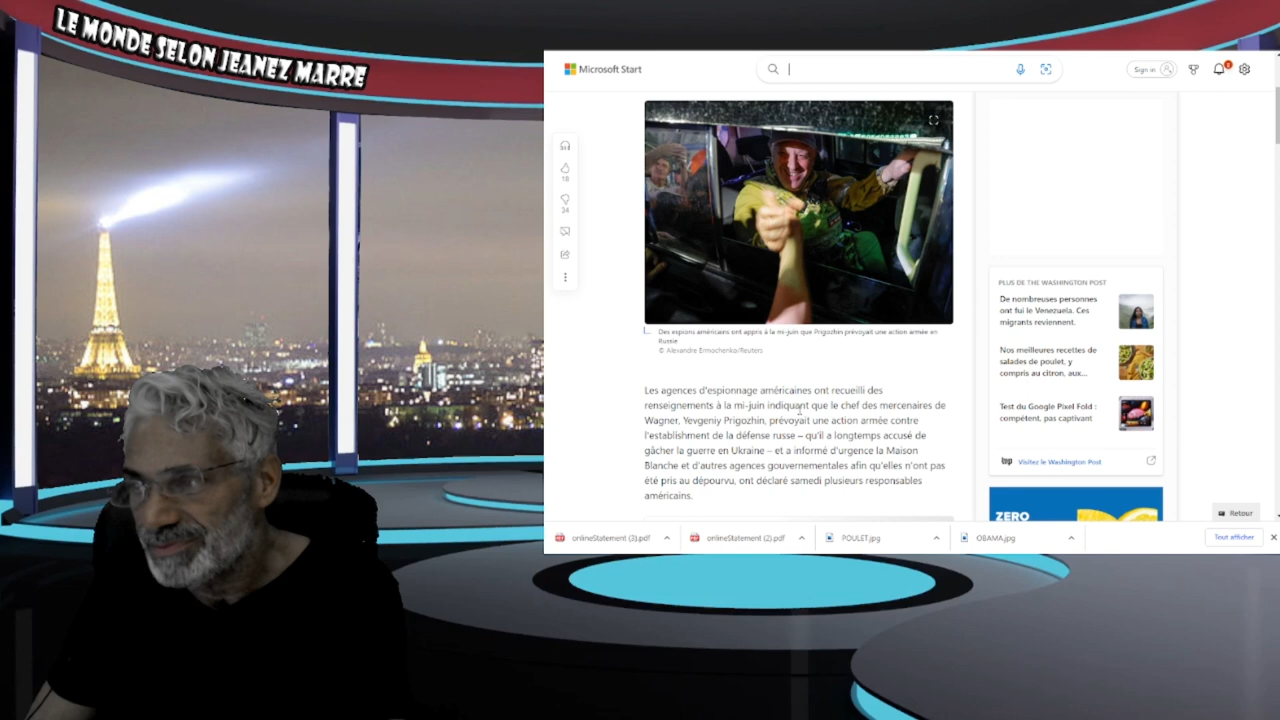 LE MONDE SELON JEANEZ MARRE
Microsoft Start
Sign in
2
18
34
Des espions américains ont appris à la mi-juin que Prigozhin prévoyait une action armée en
Russie
© Alexandre Ermochenko/Reuters
Les agences d'espionnage américaines ont recueilli des
renseignements à la mi-juin indiquant que le chef des mercenaires de
Wagner, Yevgeniy Prigozhin, prévoyait une action armée contre
l'establishment de la défense russe – qu'il a longtemps accusé de
gâcher la guerre en Ukraine – et a informé d'urgence la Maison
Blanche et d'autres agences gouvernementales afin qu'elles n'ont pas
été pris au dépourvu, ont déclaré samedi plusieurs responsables
américains.
PLUS DE THE WASHINGTON POST
De nombreuses personnes
ont fui le Venezuela. Ces
migrants reviennent.
Nos meilleures recettes de
salades de poulet, y
compris au citron, aux...
Test du Google Pixel Fold :
compétent, pas captivant
wp Visitez le Washington Post
ZERO
Retour
onlineStatement (3).pdf
onlineStatement (2).pdf
POULET.jpg
OBAMA.jpg
Tout afficher